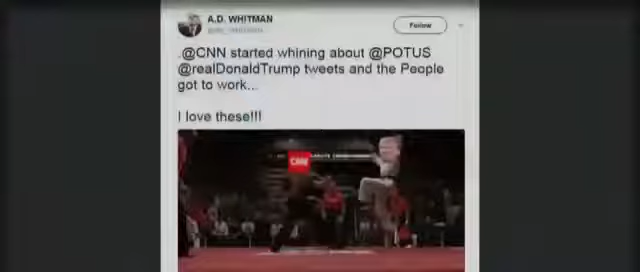 A.D. WHITMAN
Follow
.@CNN started whining about @POTUS
@realDonaldTrump tweets and the People
got to work...
I love these!!!
CNN